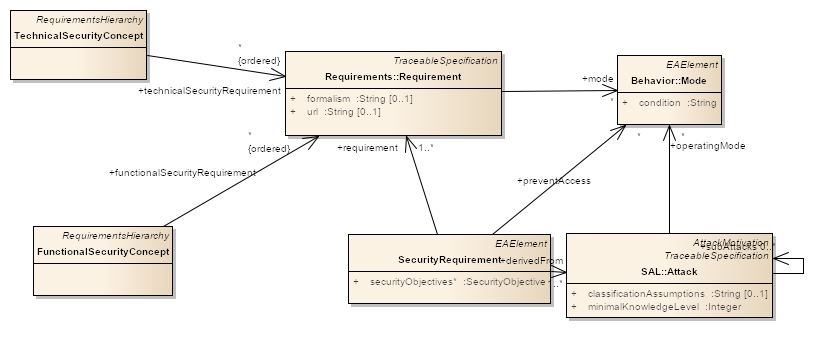 RequirementsHierarchy
TechnicalSecurityConcept
*
{ordered}
+technicalSecurityRequirement
TraceableSpecification
Requirements::Requirement
+ formalism :String [0..1]
+ url :String [0..1]
+mode
*
EAElement
Behavior::Mode
+ condition :String
*
{ordered}
+functionalSecurityRequirement
+requirement
1..*
*
*
+operatingMode
+preventAccess
RequirementsHierarchy
FunctionalSecurityConcept
EAElement
SecurityRequirement
+ securityObjectives* :SecurityObjective
+derivedFrom
1..*
AttackMotivation
+subAttacks 0..*
TraceableSpecification
SAL::Attack
+ classificationAssumptions :String [0..1]
+ minimalKnowledgeLevel :Integer